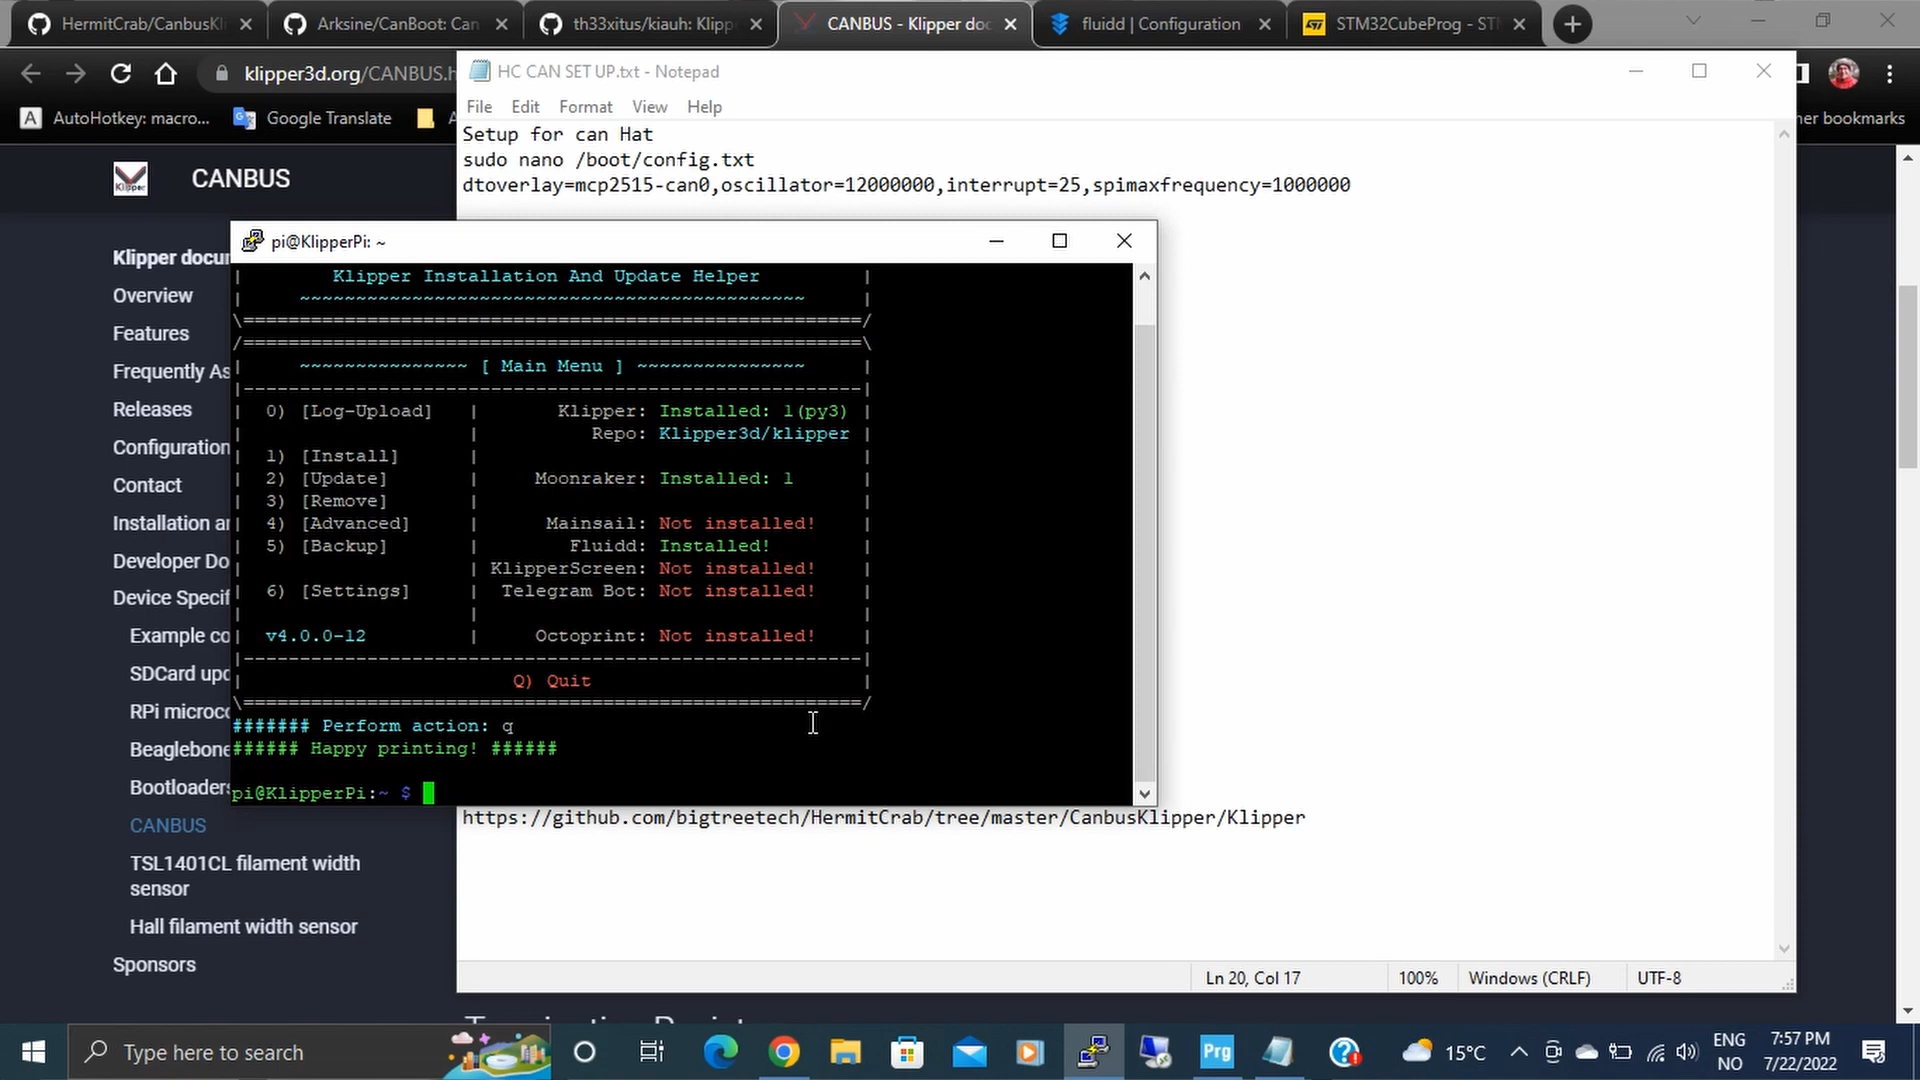 HermitCrab/CanbusKli
Arksine/CanBoot: Can
th33xitus/kiauh: Klipp
CANBUS - Klipper doc
fluidd | Configuration
STM32CubeProg - ST
klipper3d.org/CANBUS.h
AutoHotkey: macro...
Google Translate
her bookmarks
HC CAN SET UP.txt - Notepad
File Edit Format View Help
Setup for can Hat
sudo nano /boot/config.txt
dtoverlay=mcp2515-can0,oscillator=12000000,interrupt=25,spimaxfrequency=1000000
https://github.com/bigtreetech/HermitCrab/tree/master/CanbusKlipper/Klipper
Ln 20, Col 17 100% Windows (CRLF) UTF-8
CANBUS
Klipper docu
Overview
Features
Frequently As
Releases
Configuration
Contact
Installation a
Developer Do
Device Specif
Example co
SDCard upd
RPi microco
Beaglebone
Bootloaders
CANBUS
TSL1401CL filament width
sensor
Hall filament width sensor
Sponsors
pi@KlipperPi: ~
| Klipper Installation And Update Helper |
| ~~~~~~~~~~~~~~~~~~~~~~~~~~~~~~~~~~~~~~~~~~~~~ |
\=======================================================/
/=======================================================\
| ~~~~~~~~~~~~~~~ [ Main Menu ] ~~~~~~~~~~~~~~~ |
|-------------------------------------------------------|
| 0) [Log-Upload] | Klipper: Installed: 1(py3) |
| | Repo: Klipper3d/klipper |
| 1) [Install] | |
| 2) [Update] | Moonraker: Installed: 1 |
| 3) [Remove] | |
| 4) [Advanced] | Mainsail: Not installed! |
| 5) [Backup] | Fluidd: Installed! |
| | KlipperScreen: Not installed! |
| 6) [Settings] | Telegram Bot: Not installed! |
| | |
| v4.0.0-12 | Octoprint: Not installed! |
|-------------------------------------------------------|
| Q) Quit |
\=======================================================/
####### Perform action: q
###### Happy printing! ######
pi@KlipperPi:~ $
Type here to search
Prg
15°C
ENG
NO
7:57 PM
7/22/2022